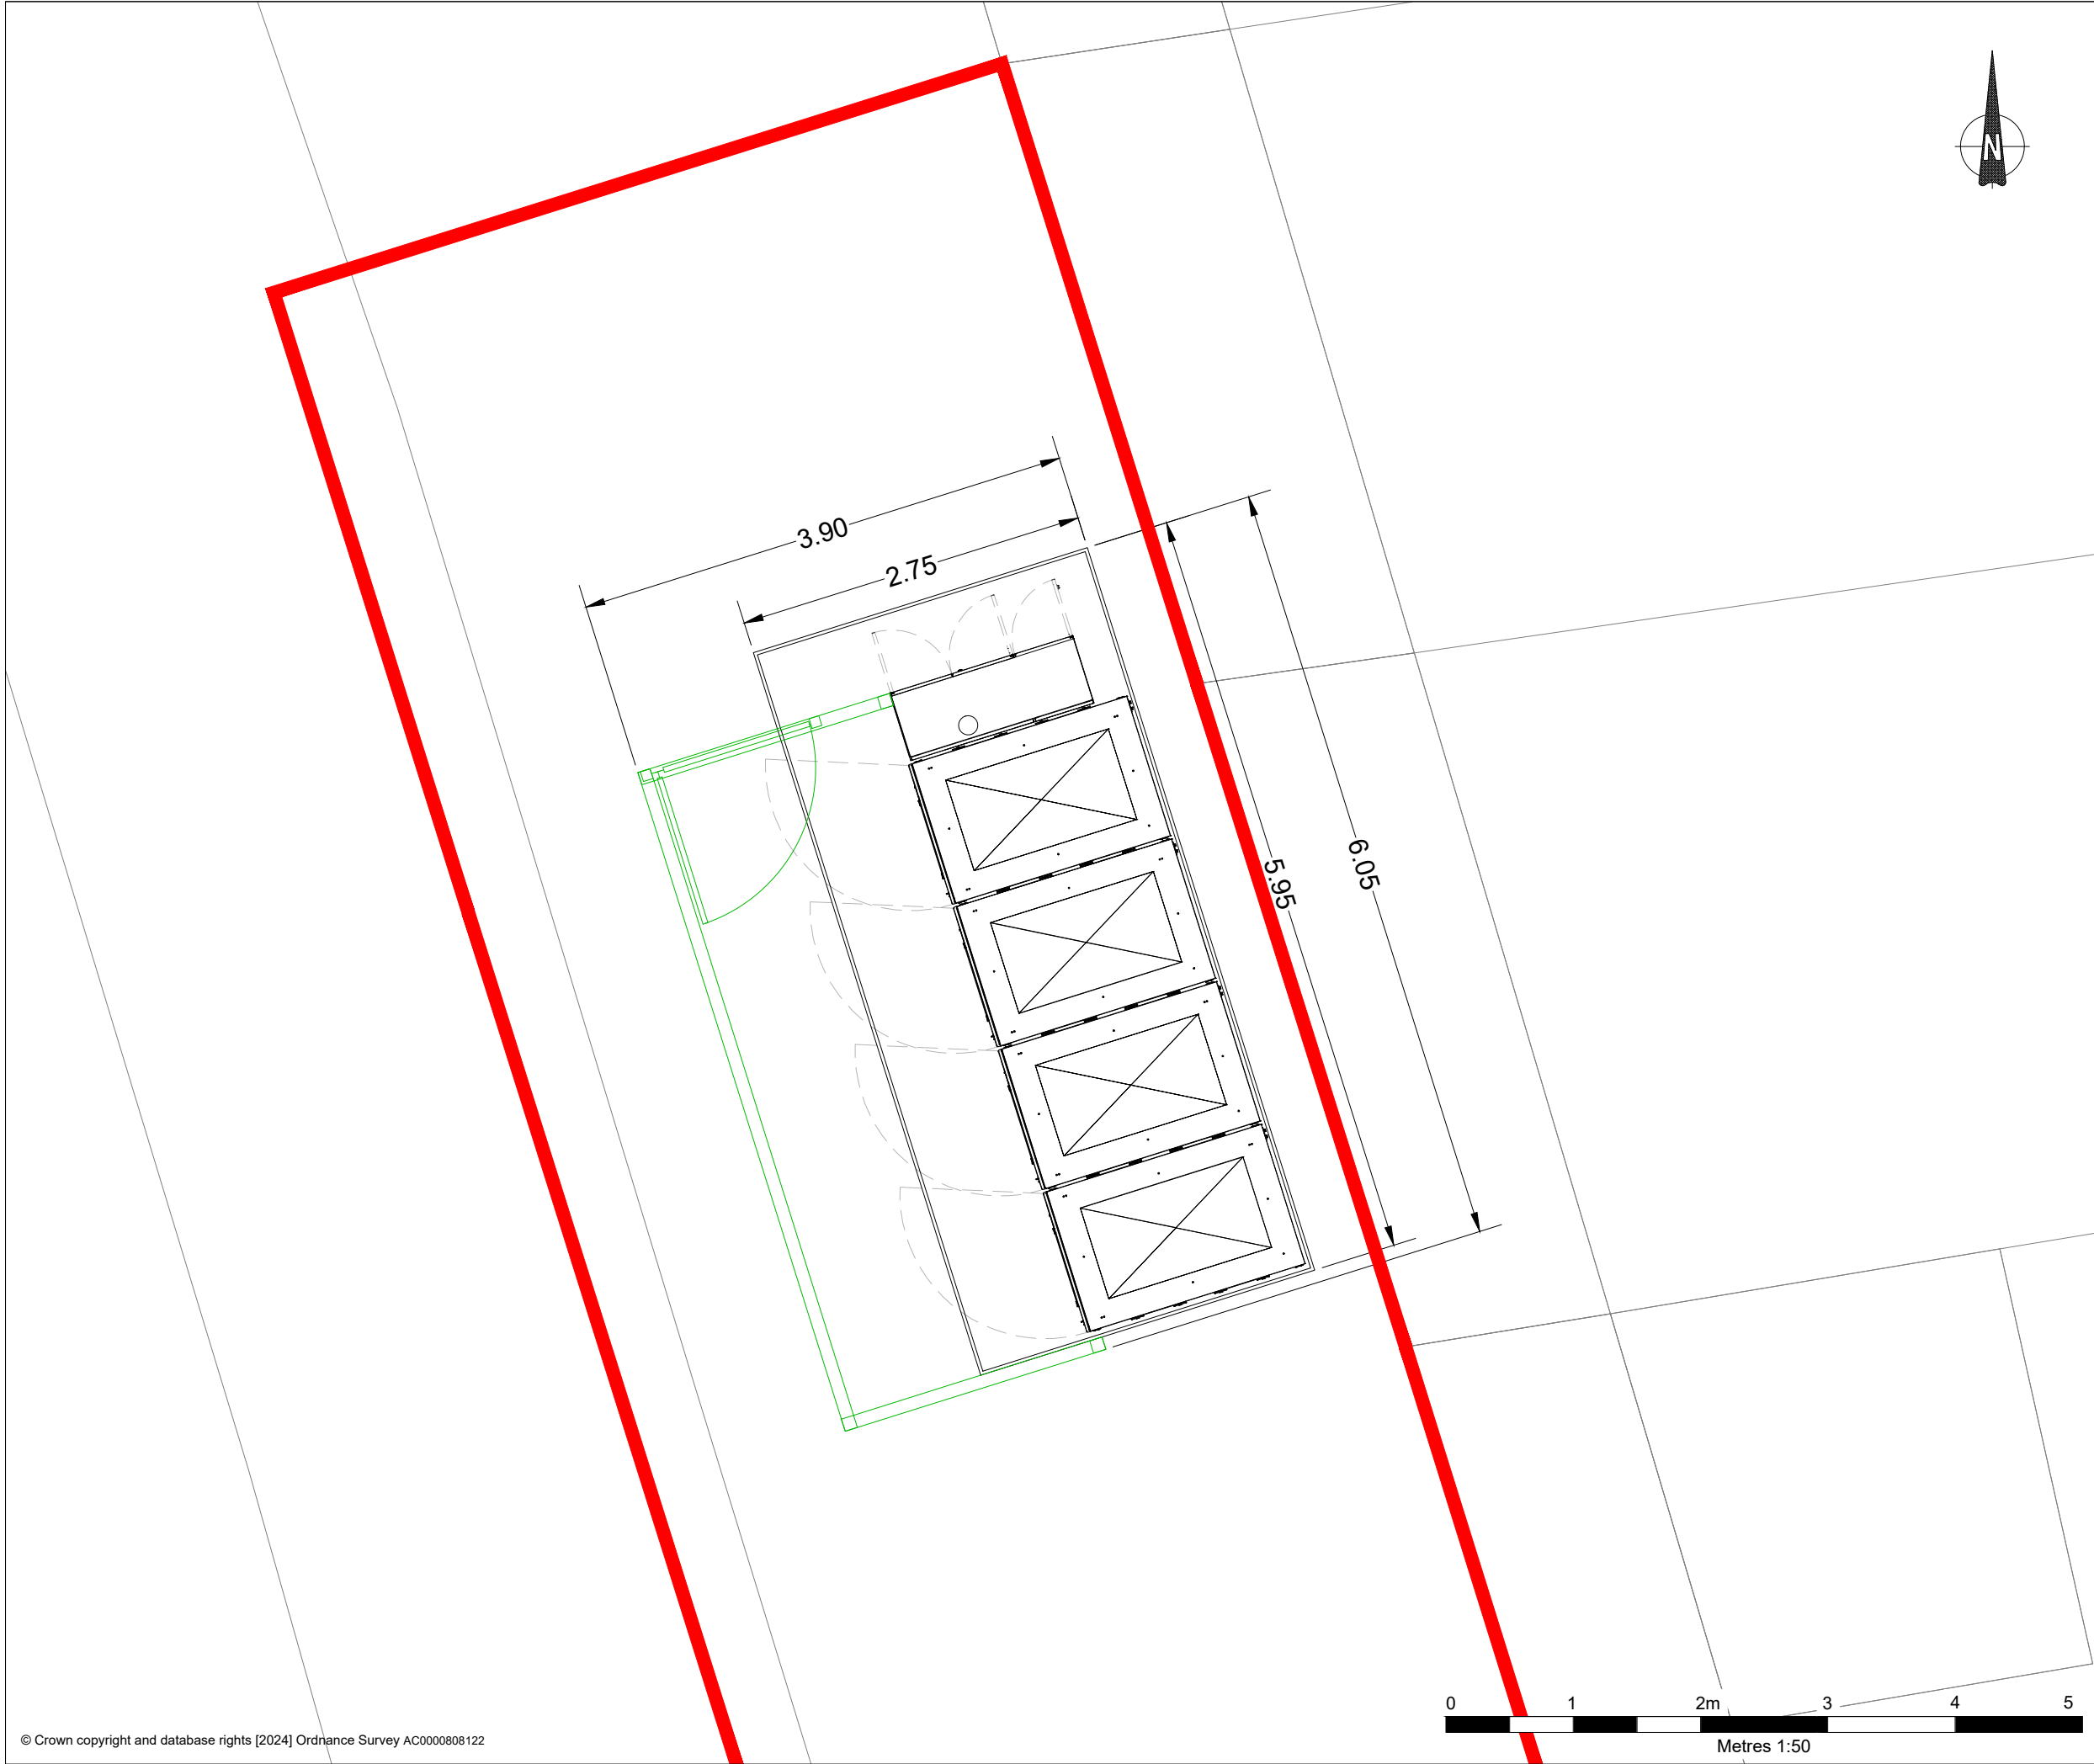 N
3.90
2.75
5.95
6.05
0 1 2m 3 4 5
Metres 1:50
© Crown copyright and database rights [2024] Ordnance Survey AC0000808122